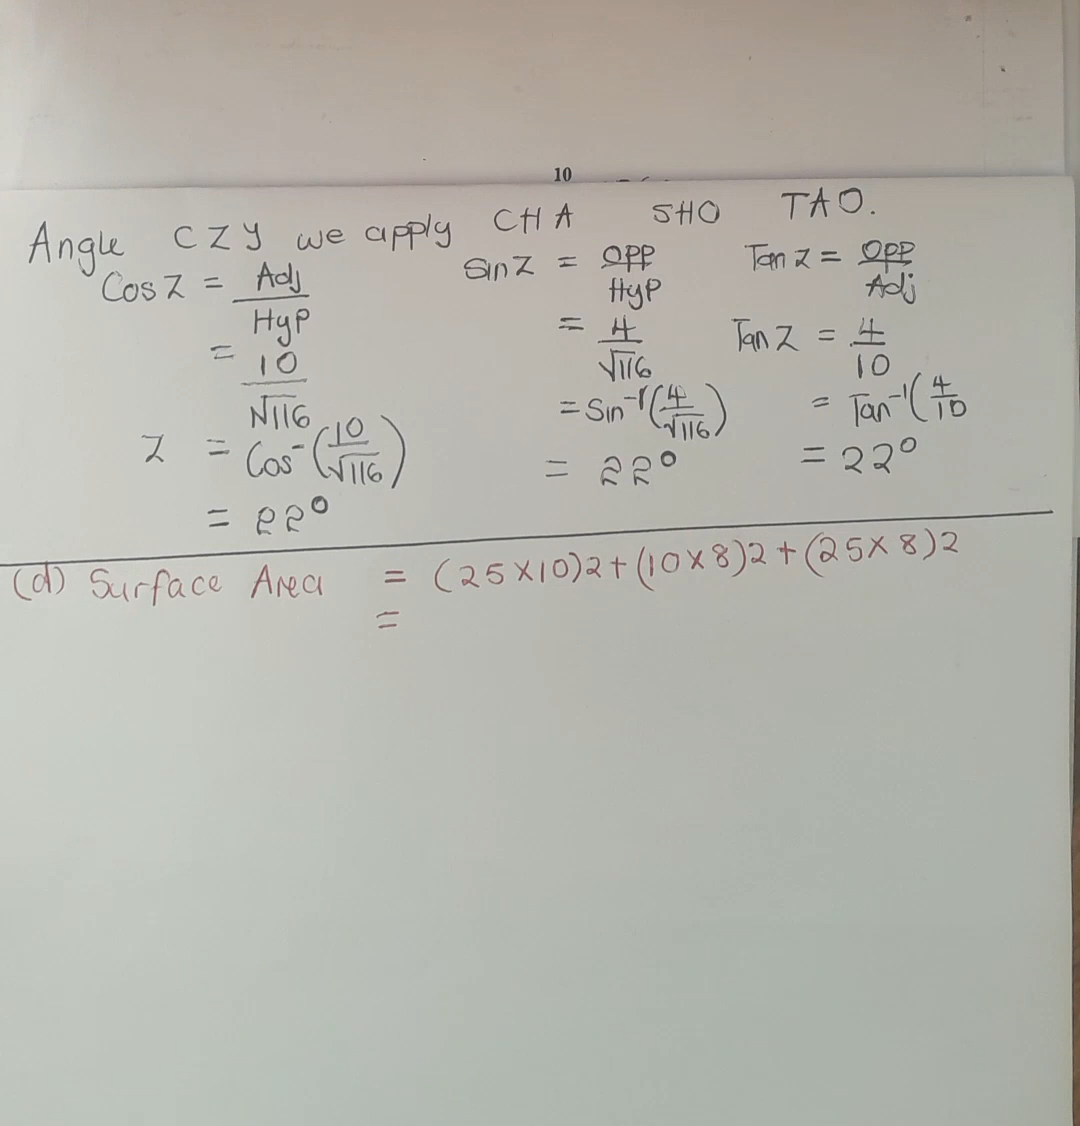 10
Angle CZY we apply CHA SHO TAO.
Cos Z = Adj/Hyp Sin Z = Opp/Hyp Tan Z = Opp/Adj
= 10/√116 = 4/√116 Tan Z = 4/10
Z = Cos⁻(10/√116) = Sin⁻¹(4/√116) = Tan⁻¹(4/10
= 22° = 22° = 22°
(d) Surface Area = (25×10)2+(10×8)2+(25×8)2
=